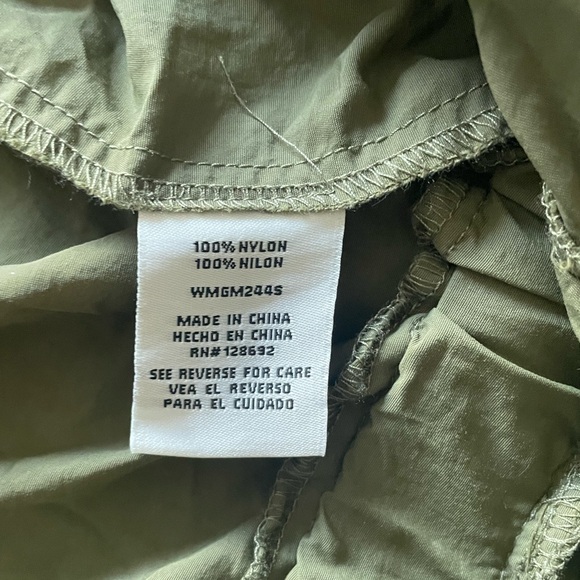 100% NYLON
100% NILON
WMGM244S
MADE IN CHINA
HECHO EN CHINA
RN#128692
SEE REVERSE FOR CARE
VEA EL REVERSO
PARA EL CUIDADO